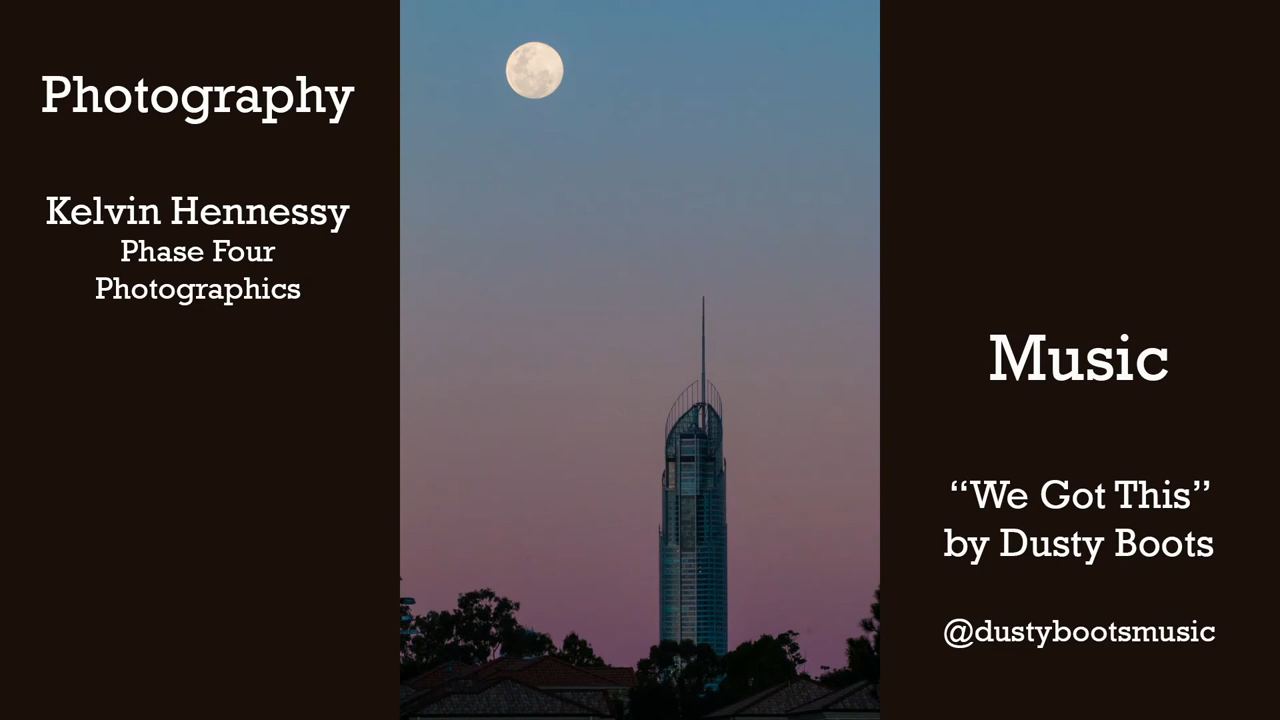 Photography
Kelvin Hennessy
Phase Four
Photographics
Music
“We Got This”
by Dusty Boots
@dustybootsmusic